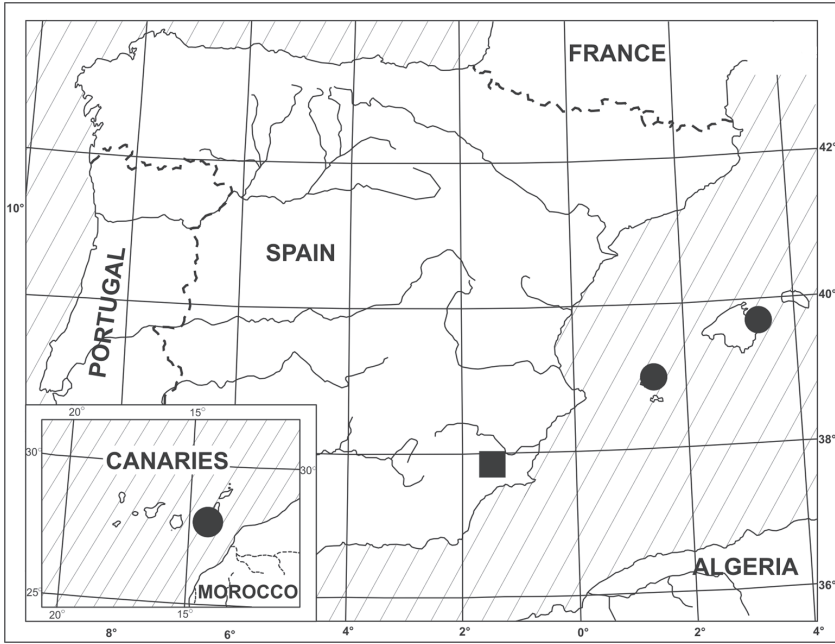 FRANCE
42°
10°
SPAIN
PORTUGAL
40°
38°
20° 15°
30°
CANARIES
30°
MOROCCO
25°
20° 15°
ALGERIA
36°
8° 6° 4° 2° 0° 2° 4°